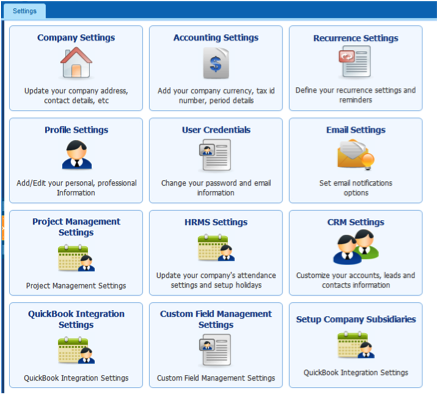 Settings
Company Settings
Update your company address,
contact details, etc
Accounting Settings
Add your company currency, tax id
number, period details
Recurrence Settings
Define your recurrence settings and
reminders
Profile Settings
Add/Edit your personal, professional
Information
User Credentials
Change your password and email
information
Email Settings
Set email notifications
options
Project Management
Settings
Project Management Settings
HRMS Settings
Update your company's attendance
settings and setup holidays
CRM Settings
Customize your accounts, leads and
contacts information
QuickBook Integration
Settings
QuickBook Integration Settings
Custom Field Management
Settings
Custom Field Management Settings
Setup Company Subsidiaries
QuickBook Integration Settings